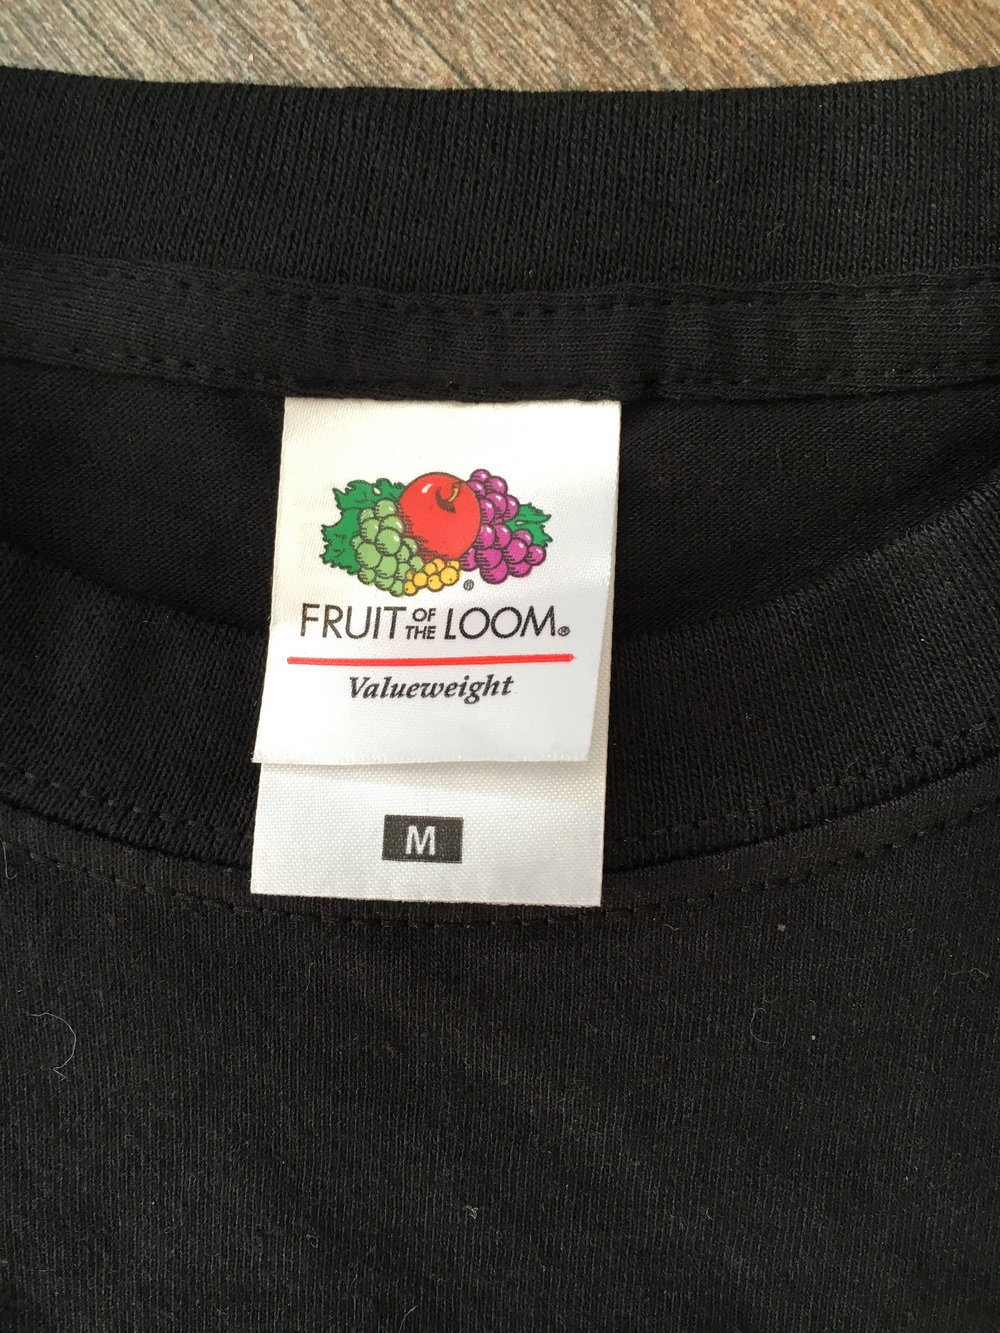 ®
FRUIT OF THE LOOM®
Valueweight
M